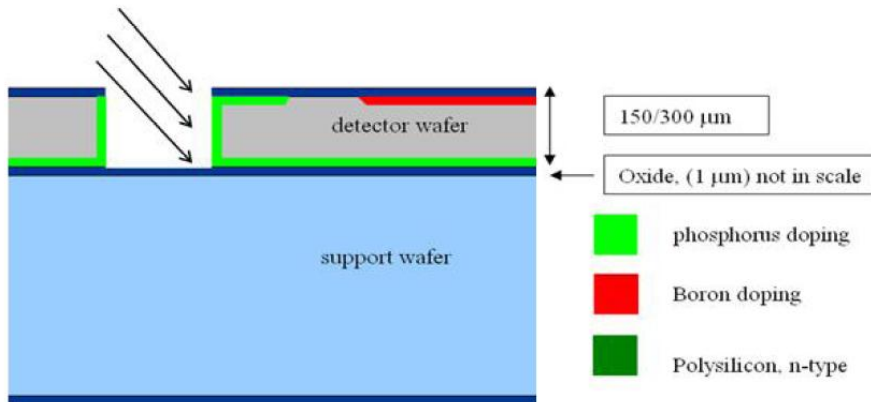 detector wafer
150/300 μm
Oxide, (1 μm) not in scale
support wafer
phosphorus doping
Boron doping
Polysilicon, n-type